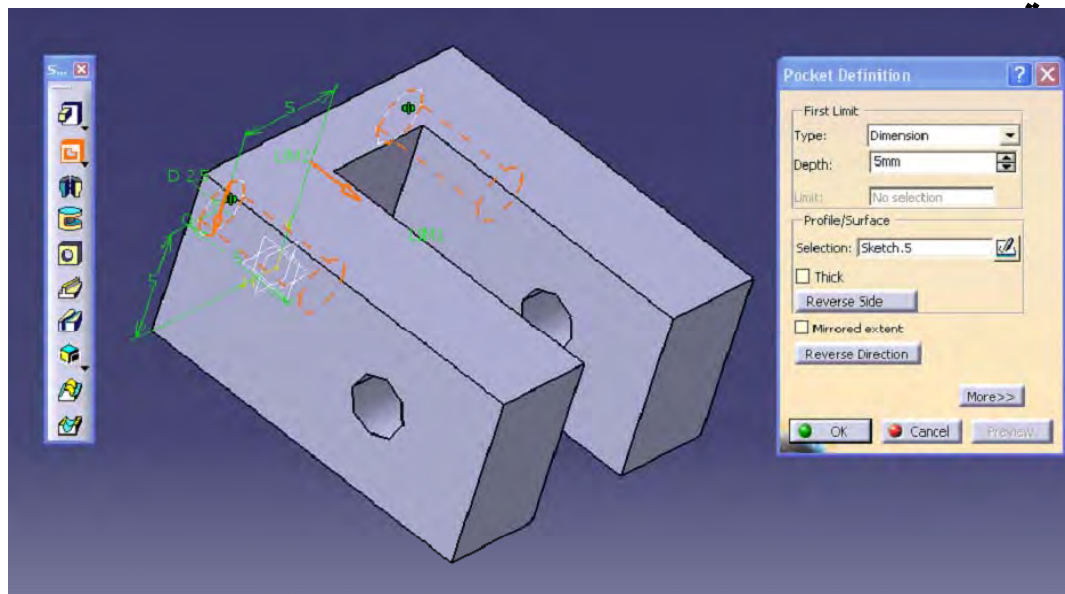 S...
Pocket Definition
First Limit
Type: Dimension
Depth: 5mm
Limit: No selection
Profile/Surface
Selection: Sketch.5
Thick
Reverse Side
Mirrored extent
Reverse Direction
More>>
OK Cancel Preview
5
LIM2
D 2.5
LIM1
5